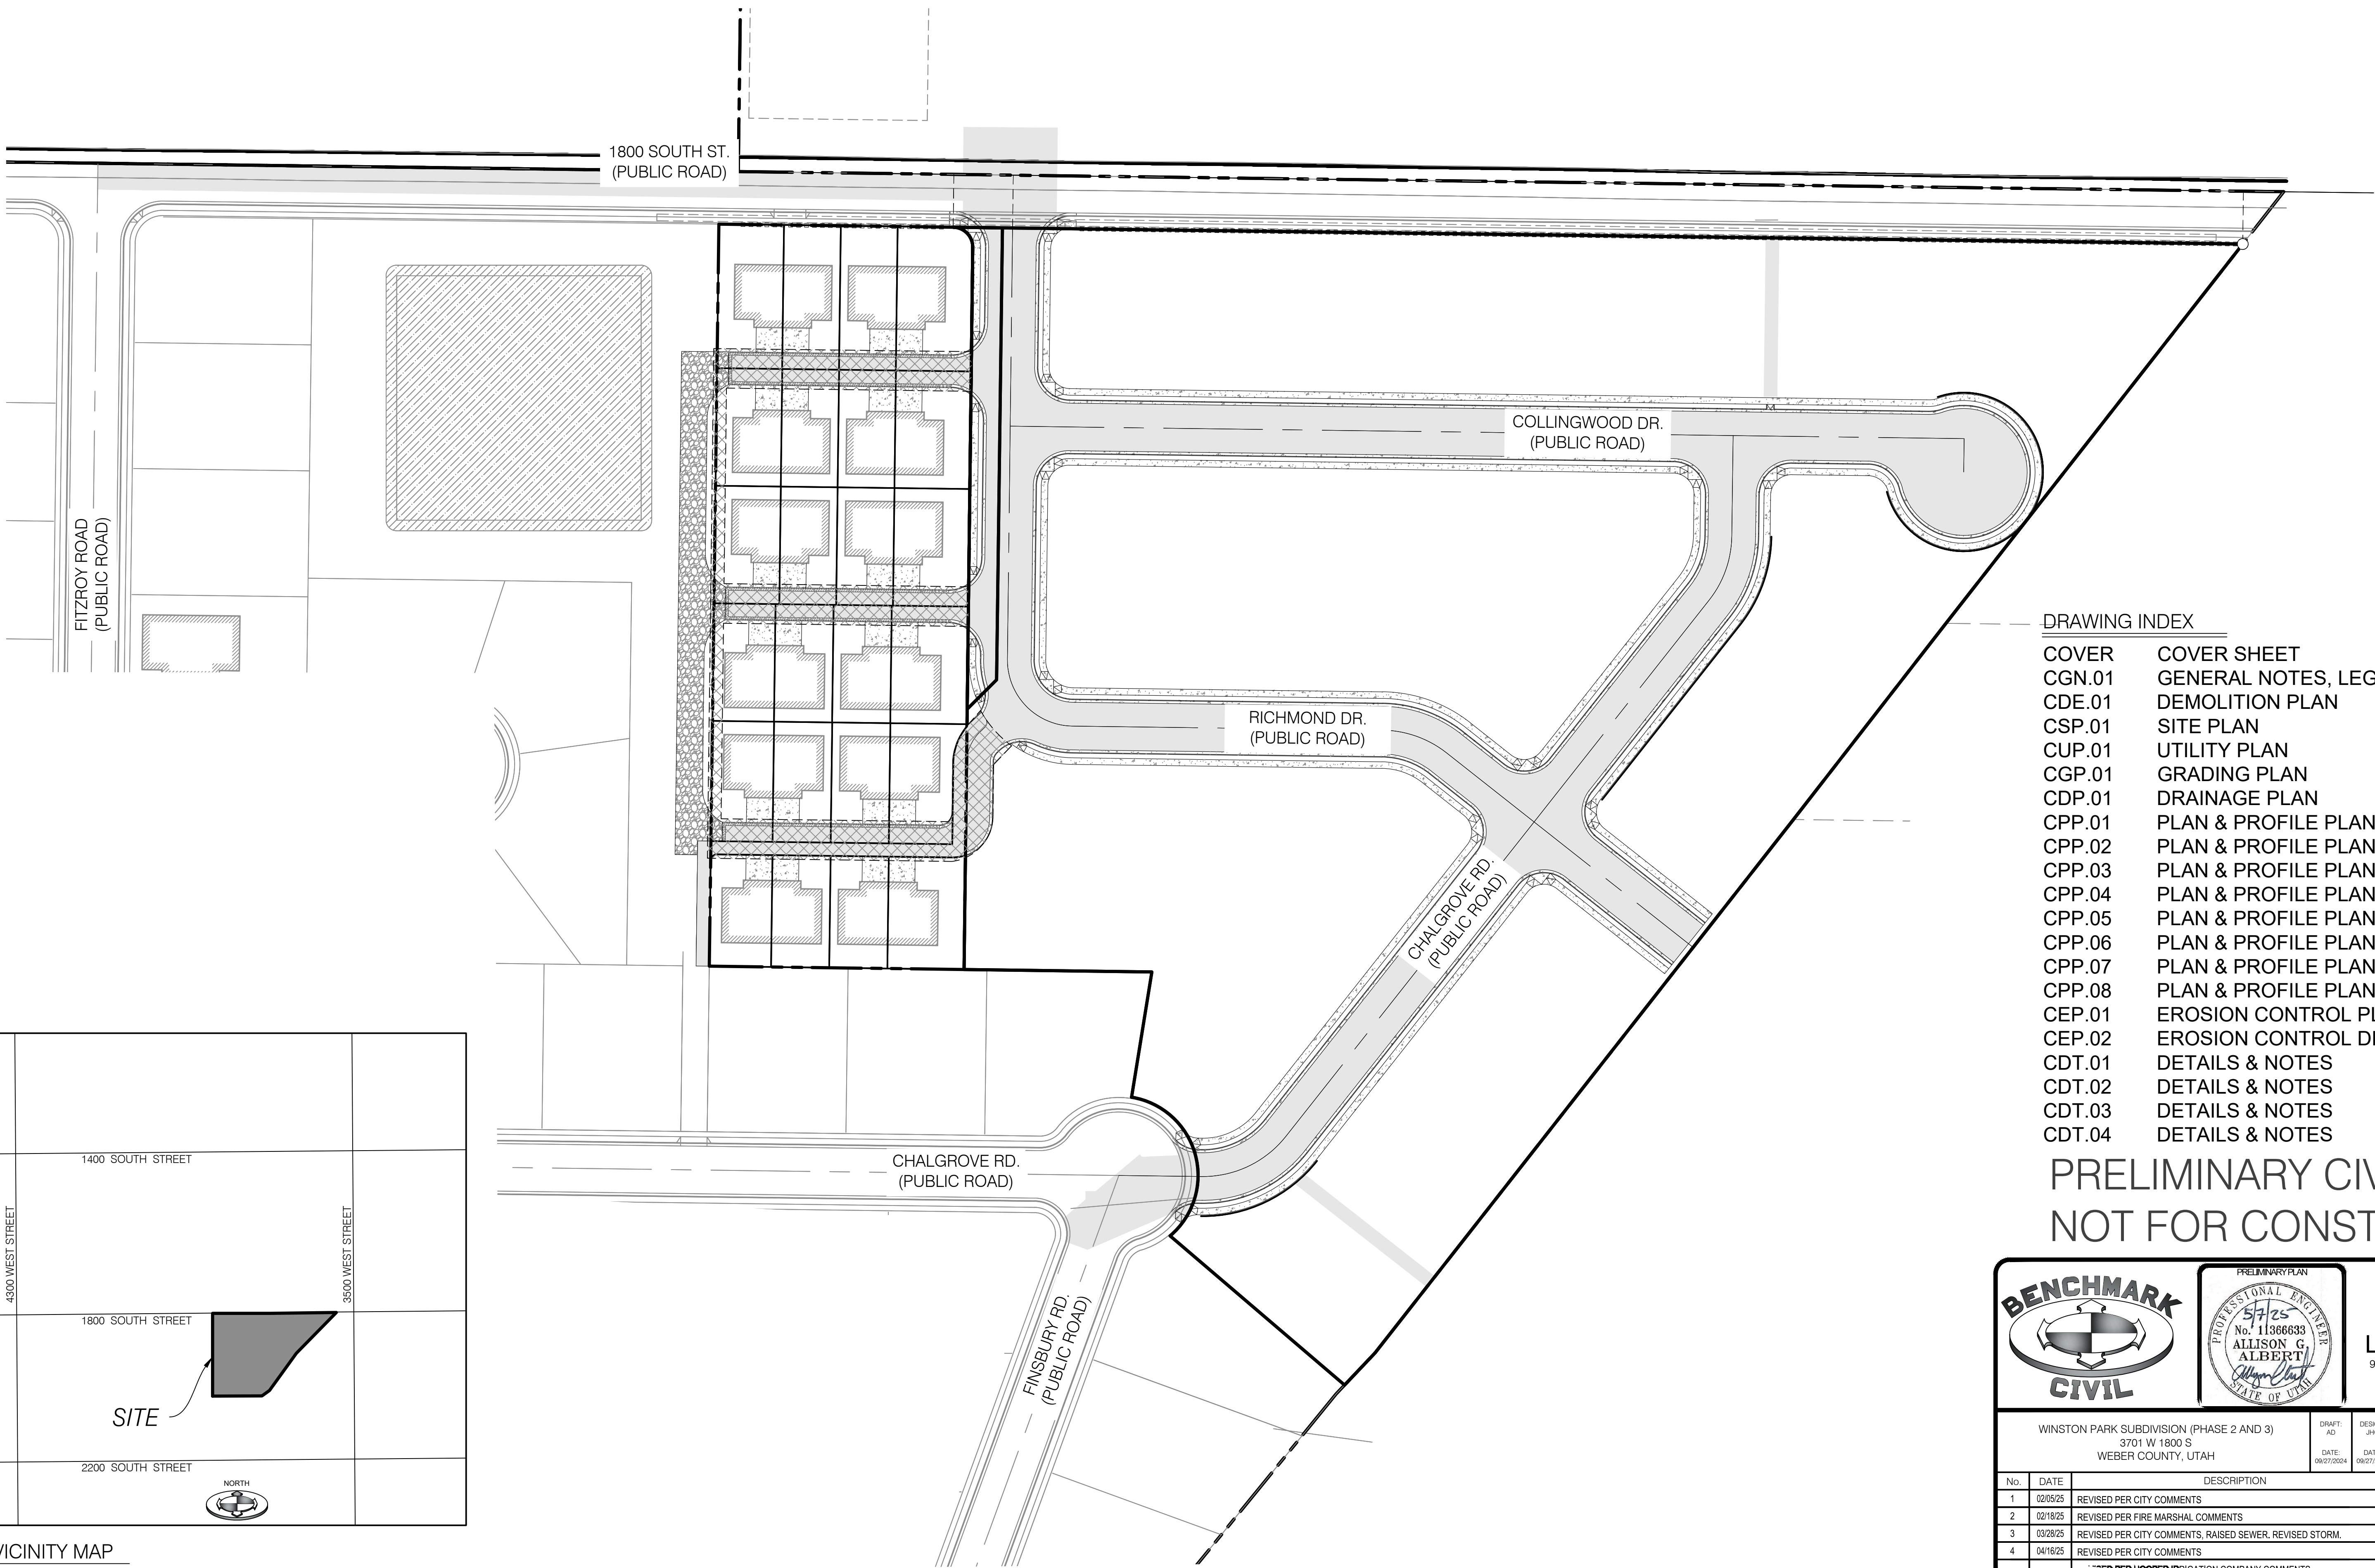 1800 SOUTH ST.
(PUBLIC ROAD)
FITZROY ROAD
(PUBLIC ROAD)
COLLINGWOOD DR.
(PUBLIC ROAD)
RICHMOND DR.
(PUBLIC ROAD)
CHALGROVE RD.
(PUBLIC ROAD)
CHALGROVE RD.
(PUBLIC ROAD)
FINSBURY RD.
(PUBLIC ROAD)
1400 SOUTH STREET
4300 WEST STREET
3500 WEST STREET
1800 SOUTH STREET
SITE
2200 SOUTH STREET
NORTH
VICINITY MAP
DRAWING INDEX
COVER COVER SHEET
CGN.01 GENERAL NOTES, LEG
CDE.01 DEMOLITION PLAN
CSP.01 SITE PLAN
CUP.01 UTILITY PLAN
CGP.01 GRADING PLAN
CDP.01 DRAINAGE PLAN
CPP.01 PLAN & PROFILE PLAN
CPP.02 PLAN & PROFILE PLAN
CPP.03 PLAN & PROFILE PLAN
CPP.04 PLAN & PROFILE PLAN
CPP.05 PLAN & PROFILE PLAN
CPP.06 PLAN & PROFILE PLAN
CPP.07 PLAN & PROFILE PLAN
CPP.08 PLAN & PROFILE PLAN
CEP.01 EROSION CONTROL PL
CEP.02 EROSION CONTROL
CDT.01 DETAILS & NOTES
CDT.02 DETAILS & NOTES
CDT.03 DETAILS & NOTES
CDT.04 DETAILS & NOTES
PRELIMINARY CIV
NOT FOR CONST
BENCHMARK
CIVIL
PRELIMINARY PLAN
PROFESSIONAL ENGINEER
5/7/25
No. 11366633
ALLISON G.
ALBERT
STATE OF UTAH
WINSTON PARK SUBDIVISION (PHASE 2 AND 3)
3701 W 1800 S
WEBER COUNTY, UTAH
DRAFT:
AD
DATE:
09/27/2024
No. DATE DESCRIPTION
1 02/05/25 REVISED PER CITY COMMENTS
2 02/18/25 REVISED PER FIRE MARSHAL COMMENTS
3 03/28/25 REVISED PER CITY COMMENTS, RAISED SEWER, REVISED STORM.
4 04/16/25 REVISED PER CITY COMMENTS